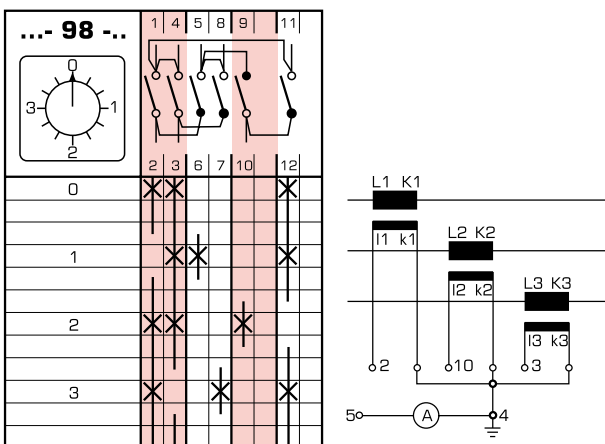 ...- 98 -..
1 4 5 8 9 11
0
3 1
2
2 3 6 7 10 12
0
1
2
3
L1 K1
l1 k1
L2 K2
l2 k2
L3 K3
l3 k3
2 10 3
5 A 4